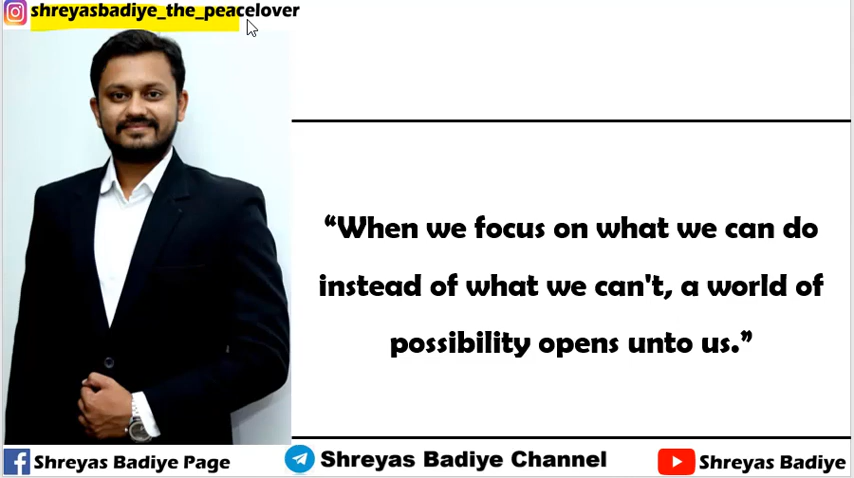 shreyasbadiye_the_peacelover
“When we focus on what we can do
instead of what we can't, a world of
possibility opens unto us.”
Shreyas Badiye Page
Shreyas Badiye Channel
Shreyas Badiye